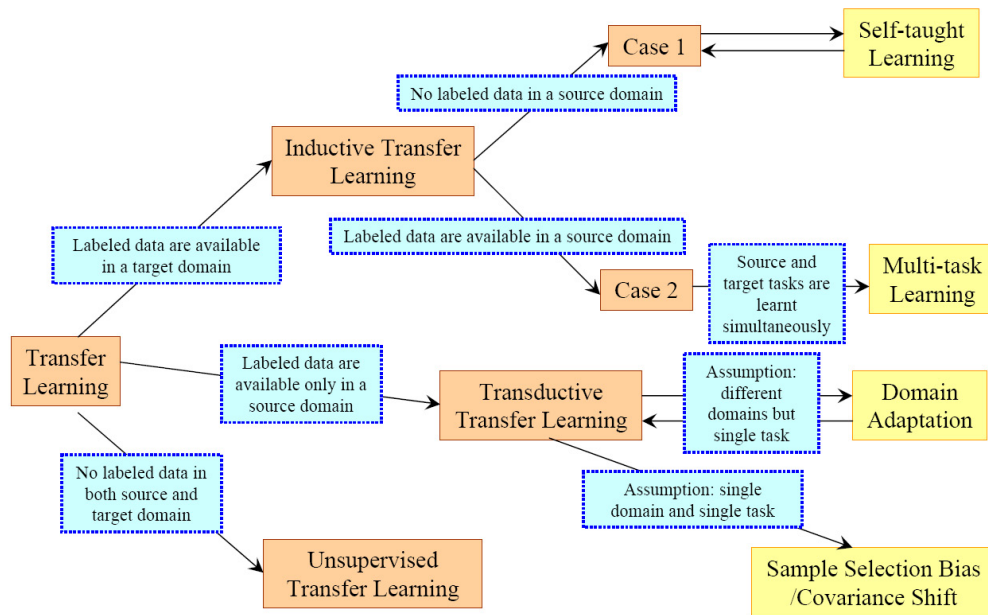 Case 1
Self-taught
Learning
No labeled data in a source domain
Inductive Transfer
Learning
Labeled data are available
in a target domain
Labeled data are available in a source domain
Case 2
Source and
target tasks are
learnt
simultaneously
Multi-task
Learning
Transfer
Learning
Labeled data are
available only in a
source domain
Transductive
Transfer Learning
Assumption:
different
domains but
single task
Domain
Adaptation
No labeled data in
both source and
target domain
Assumption: single
domain and single task
Unsupervised
Transfer Learning
Sample Selection Bias
/Covariance Shift